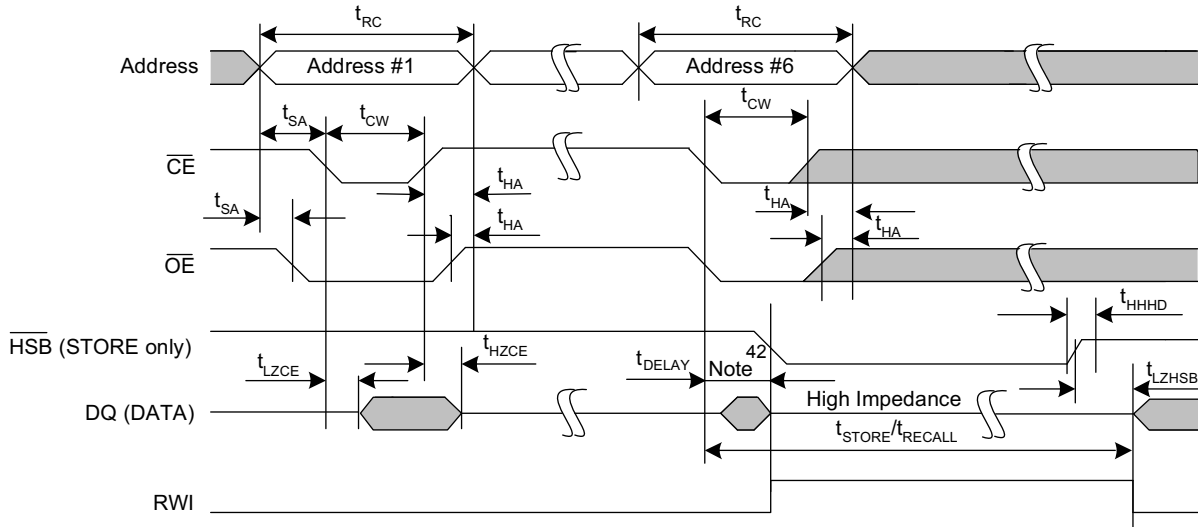 tRC tRC
Address Address #1 Address #6
tSA tCW tCW
CE
tHA
tSA tHA tHA
tHA
OE
tHHHD
HSB (STORE only)
tLZCE tHZCE tDELAY Note 42 tLZHSB
DQ (DATA) High Impedance
tSTORE/tRECALL
RWI